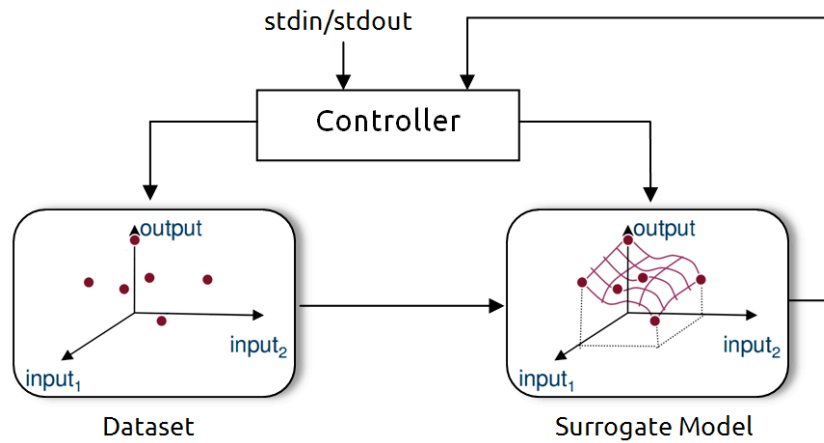 stdin/stdout
Controller
output
input₂
input₁
Dataset
output
input₂
input₁
Surrogate Model